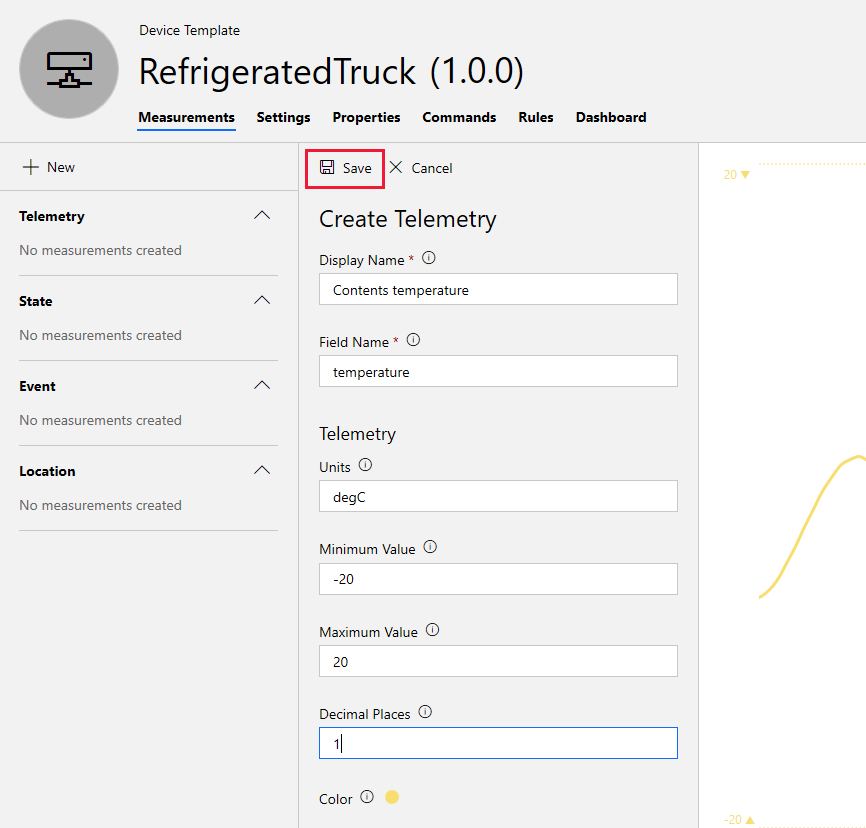 Device Template
RefrigeratedTruck (1.0.0)
Measurements Settings Properties Commands Rules Dashboard
New
Telemetry
No measurements created
State
No measurements created
Event
No measurements created
Location
No measurements created
Save Cancel
Create Telemetry
Display Name *
Contents temperature
Field Name *
temperature
Telemetry
Units
degC
Minimum Value
-20
Maximum Value
20
Decimal Places
1
Color
20
-20